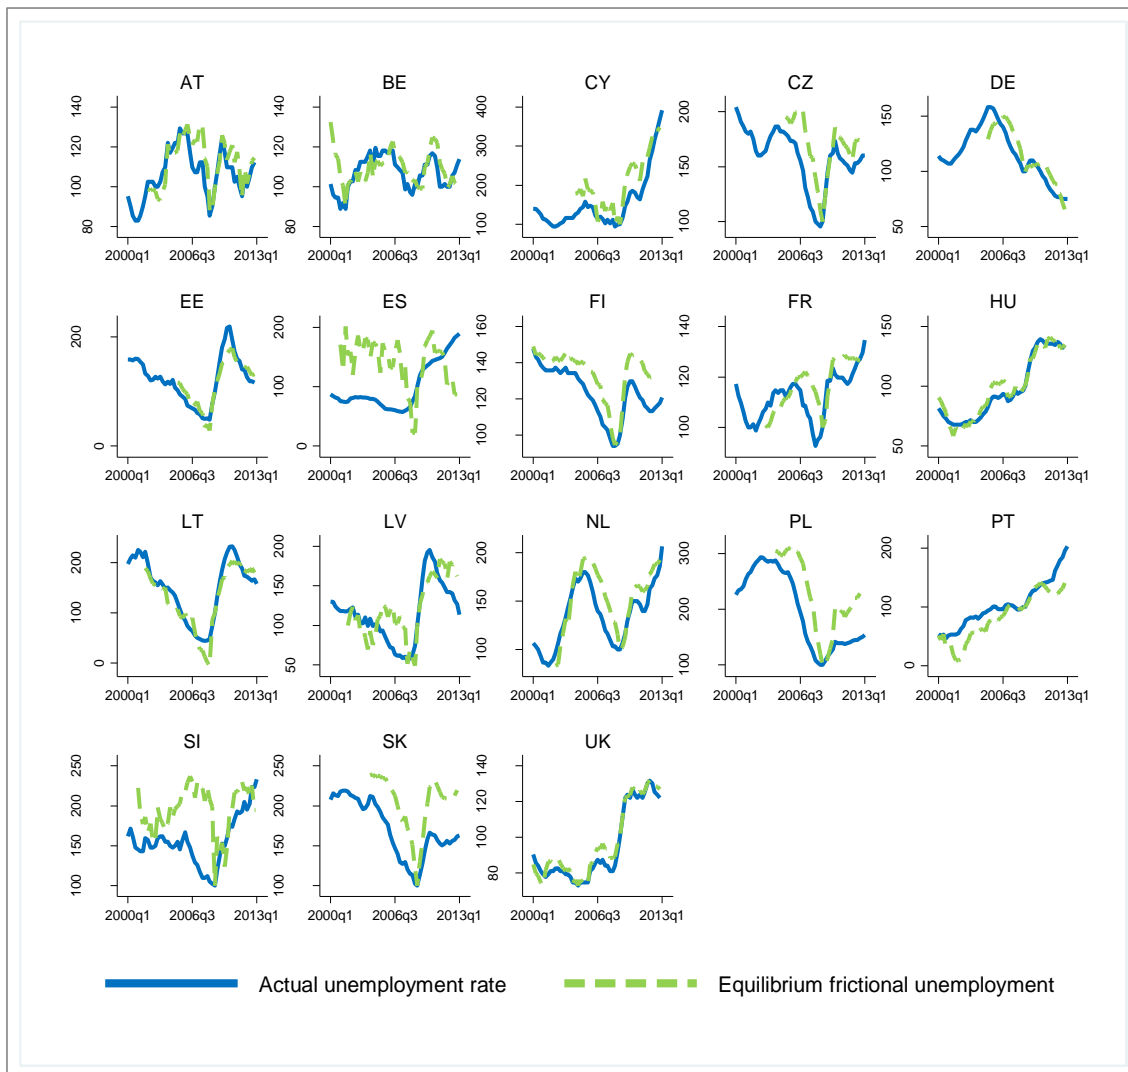 AT BE CY CZ DE
80 100 120 140
80 100 120 140
100 200 300 400
100 150 200
50 100 150
2000q1 2006q3 2013q1 2000q1 2006q3 2013q1 2000q1 2006q3 2013q1 2000q1 2006q3 2013q1 2000q1 2006q3 2013q1
EE ES FI FR HU
0 100 200
0 100 200
100 120 140 160
100 120 140
50 100 150
2000q1 2006q3 2013q1 2000q1 2006q3 2013q1 2000q1 2006q3 2013q1 2000q1 2006q3 2013q1 2000q1 2006q3 2013q1
LT LV NL PL PT
0 100 200
50 100 150 200
100 150 200
100 200 300
0 100 200
2000q1 2006q3 2013q1 2000q1 2006q3 2013q1 2000q1 2006q3 2013q1 2000q1 2006q3 2013q1 2000q1 2006q3 2013q1
SI SK UK
100 150 200 250
100 150 200 250
80 100 120 140
2000q1 2006q3 2013q1 2000q1 2006q3 2013q1 2000q1 2006q3 2013q1
Actual unemployment rate Equilibrium frictional unemployment